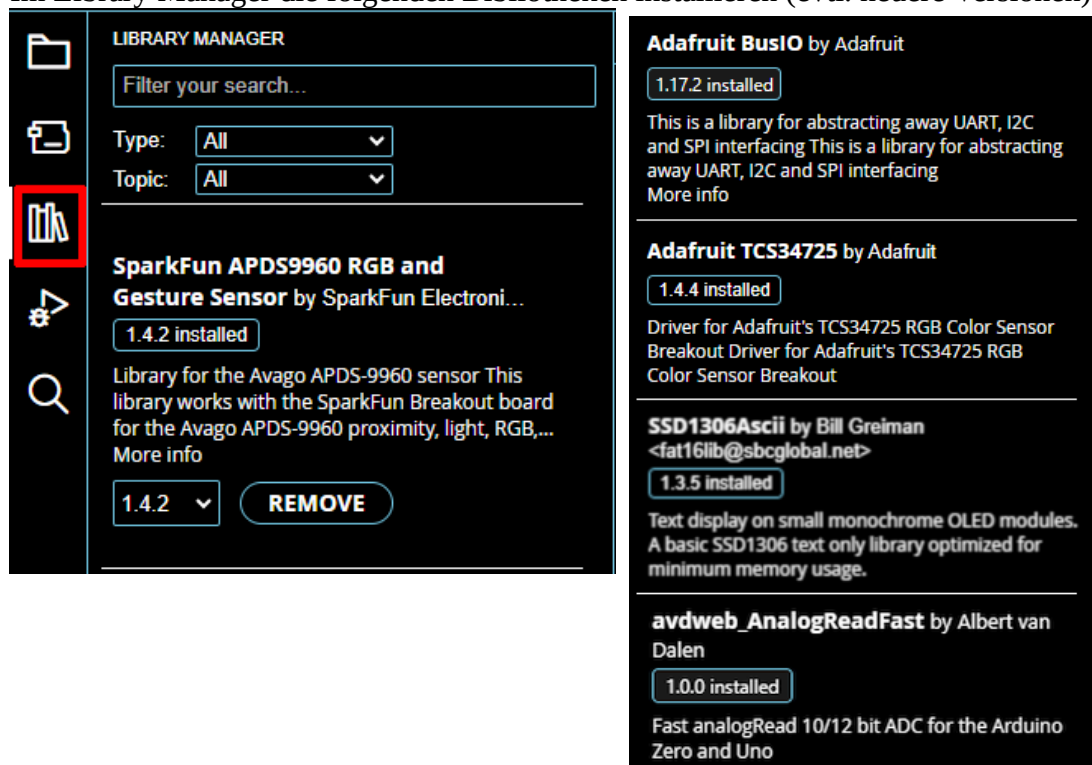 Im Library Manager die folgenden Bibliotheken installieren (evtl. neuere Versionen)
LIBRARY MANAGER
Filter your search...
Type: All
Topic: All
SparkFun APDS9960 RGB and
Gesture Sensor by SparkFun Electroni...
1.4.2 installed
Library for the Avago APDS-9960 sensor This
library works with the SparkFun Breakout board
for the Avago APDS-9960 proximity, light, RGB,...
More info
1.4.2 REMOVE
Adafruit BusIO by Adafruit
1.17.2 installed
This is a library for abstracting away UART, I2C
and SPI interfacing This is a library for abstracting
away UART, I2C and SPI interfacing
More info
Adafruit TCS34725 by Adafruit
1.4.4 installed
Driver for Adafruit's TCS34725 RGB Color Sensor
Breakout Driver for Adafruit's TCS34725 RGB
Color Sensor Breakout
SSD1306Ascii by Bill Greiman
<fat16lib@sbcglobal.net>
1.3.5 installed
Text display on small monochrome OLED modules.
A basic SSD1306 text only library optimized for
minimum memory usage.
avdweb_AnalogReadFast by Albert van
Dalen
1.0.0 installed
Fast analogRead 10/12 bit ADC for the Arduino
Zero and Uno